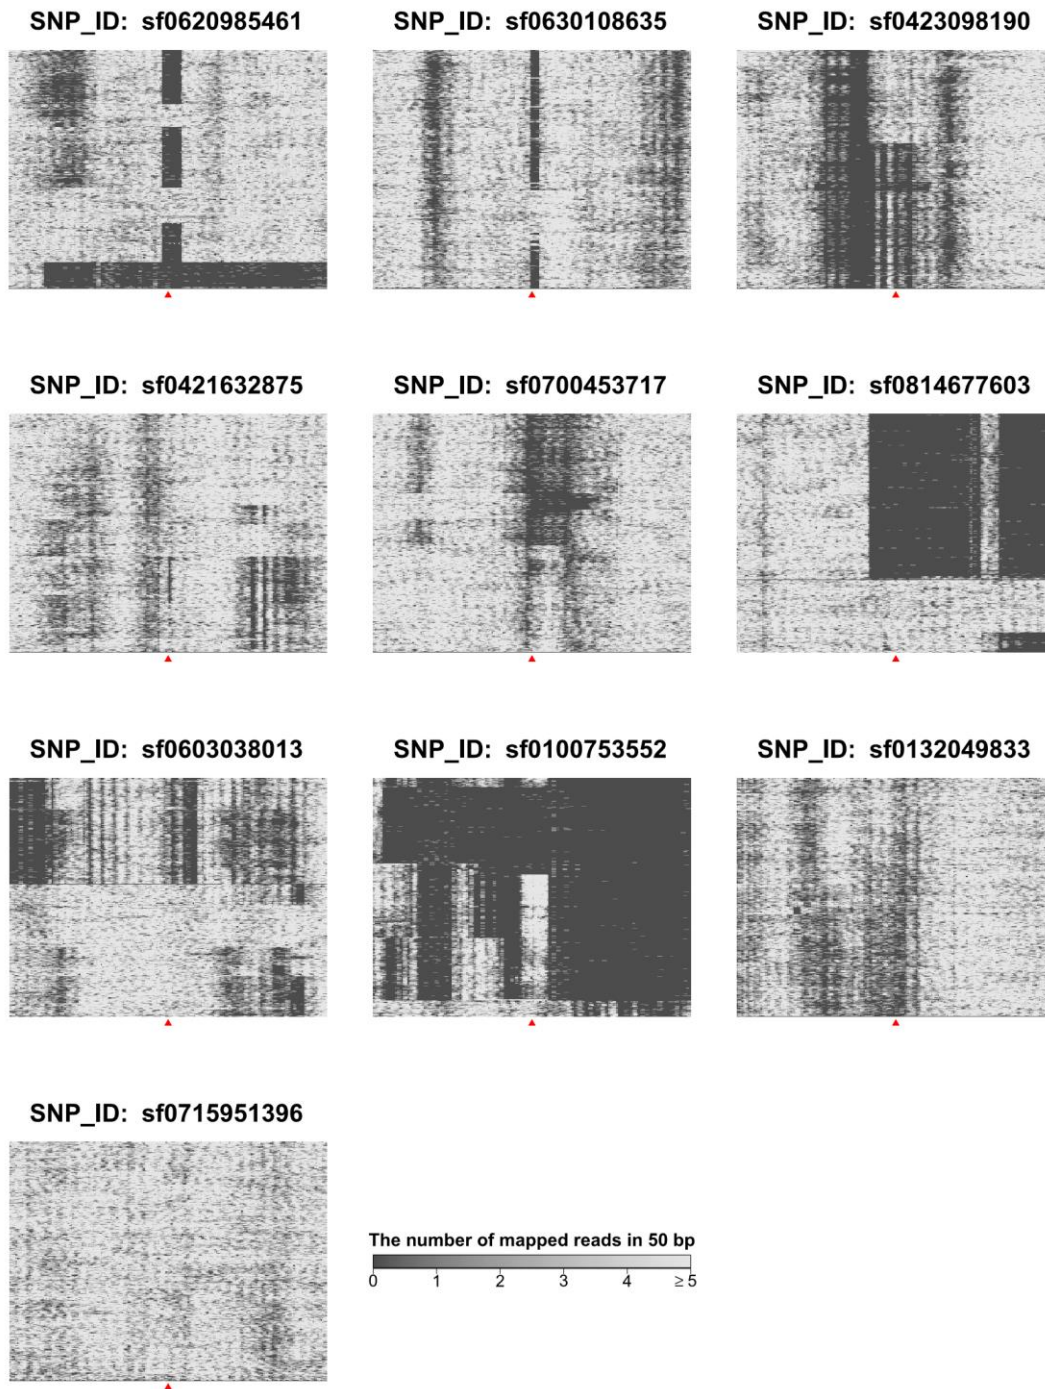 SNP_ID: sf0620985461
SNP_ID: sf0630108635
SNP_ID: sf0423098190
SNP_ID: sf0421632875
SNP_ID: sf0700453717
SNP_ID: sf0814677603
SNP_ID: sf0603038013
SNP_ID: sf0100753552
SNP_ID: sf0132049833
SNP_ID: sf0715951396
The number of mapped reads in 50 bp
0 1 2 3 4 ≥ 5